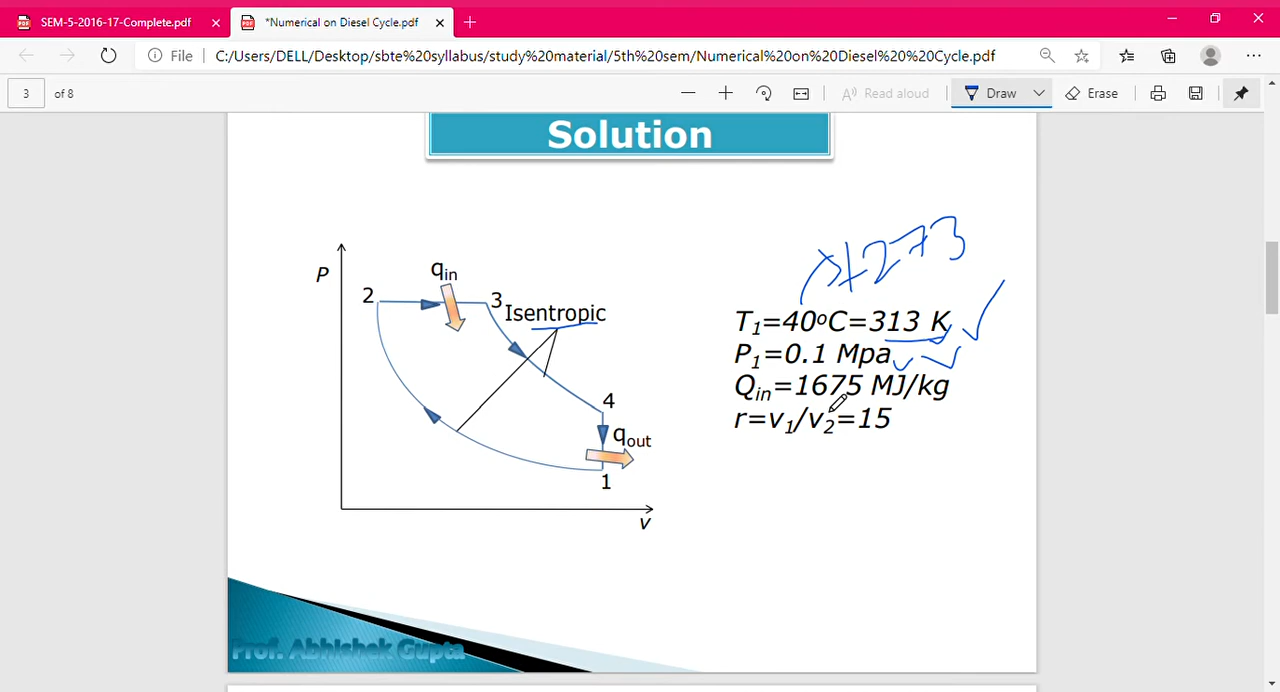 SEM-5-2016-17-Complete.pdf
*Numerical on Diesel Cycle.pdf
File
C:/Users/DELL/Desktop/sbte%20syllabus/study%20material/5th%20sem/Numerical%20on%20Diesel%20%20Cycle.pdf
3 of 8
Read aloud
Draw
Erase
Solution
+273
P
qin
2
3
Isentropic
4
qout
1
v
T1=40oC=313 K
P1=0.1 Mpa
Qin=1675 MJ/kg
r=v1/v2=15
Prof. Abhishek Gupta